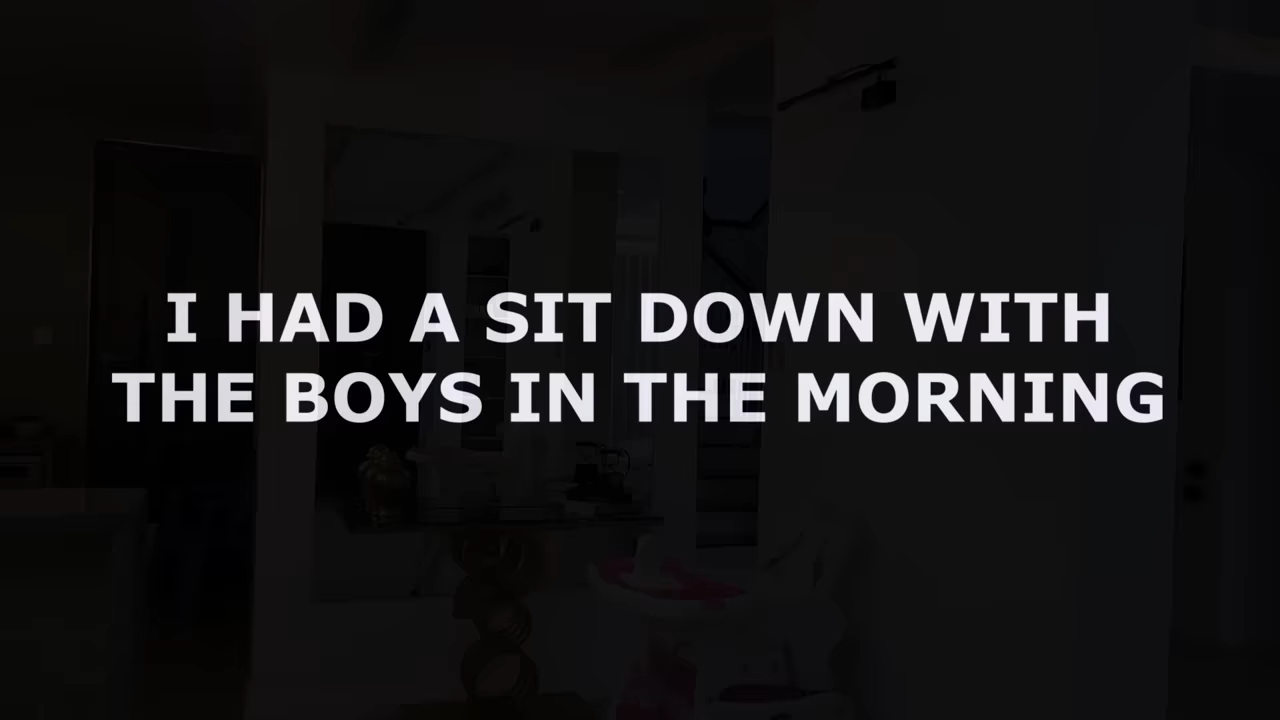 I HAD A SIT DOWN WITH
THE BOYS IN THE MORNING